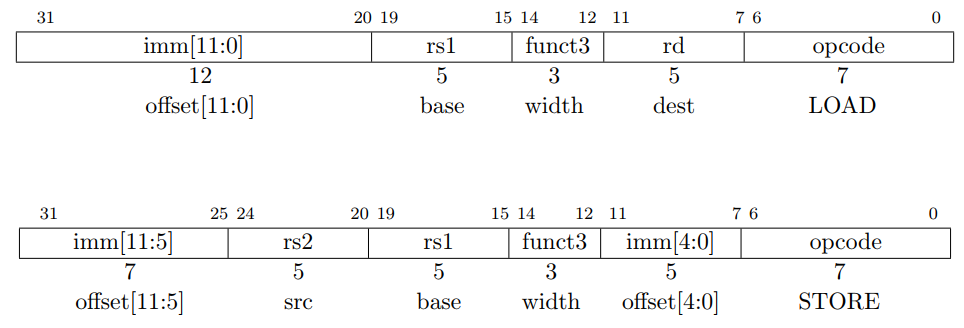 31 20 19 15 14 12 11 7 6 0
imm[11:0] rs1 funct3 rd opcode
12 5 3 5 7
offset[11:0] base width dest LOAD
31 25 24 20 19 15 14 12 11 7 6 0
imm[11:5] rs2 rs1 funct3 imm[4:0] opcode
7 5 5 3 5 7
offset[11:5] src base width offset[4:0] STORE